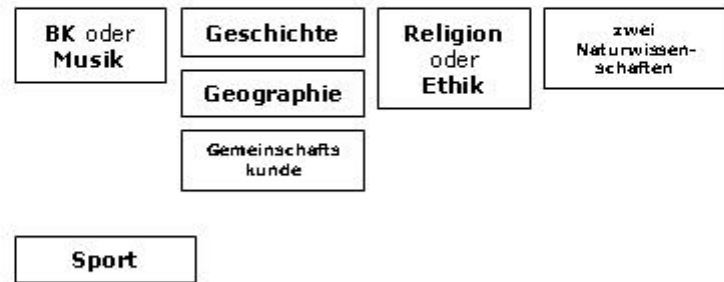 BK oder
Musik
Geschichte
Geographie
Gemeinschafts
kunde
Religion
oder
Ethik
zwei
Naturwissen-
schaften
Sport